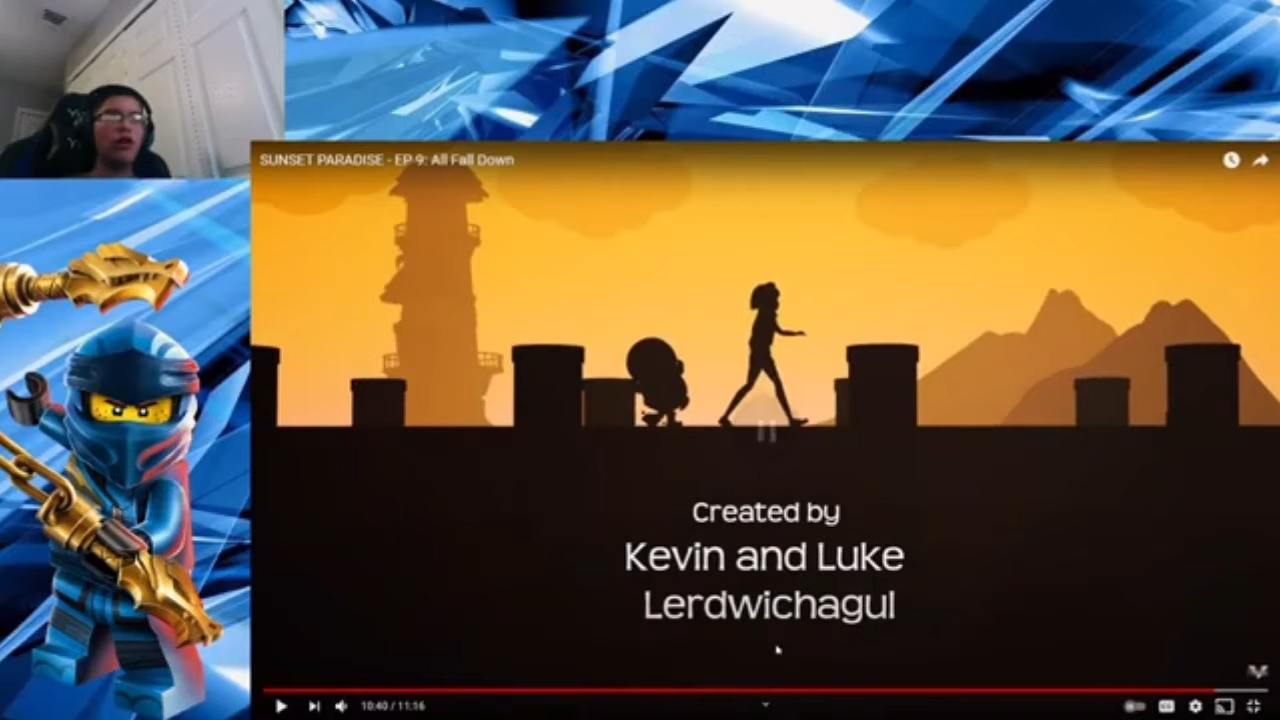 SUNSET PARADISE - EP 9: All Fall Down
Created by
Kevin and Luke
Lerdwichagul
10:40 / 11:16